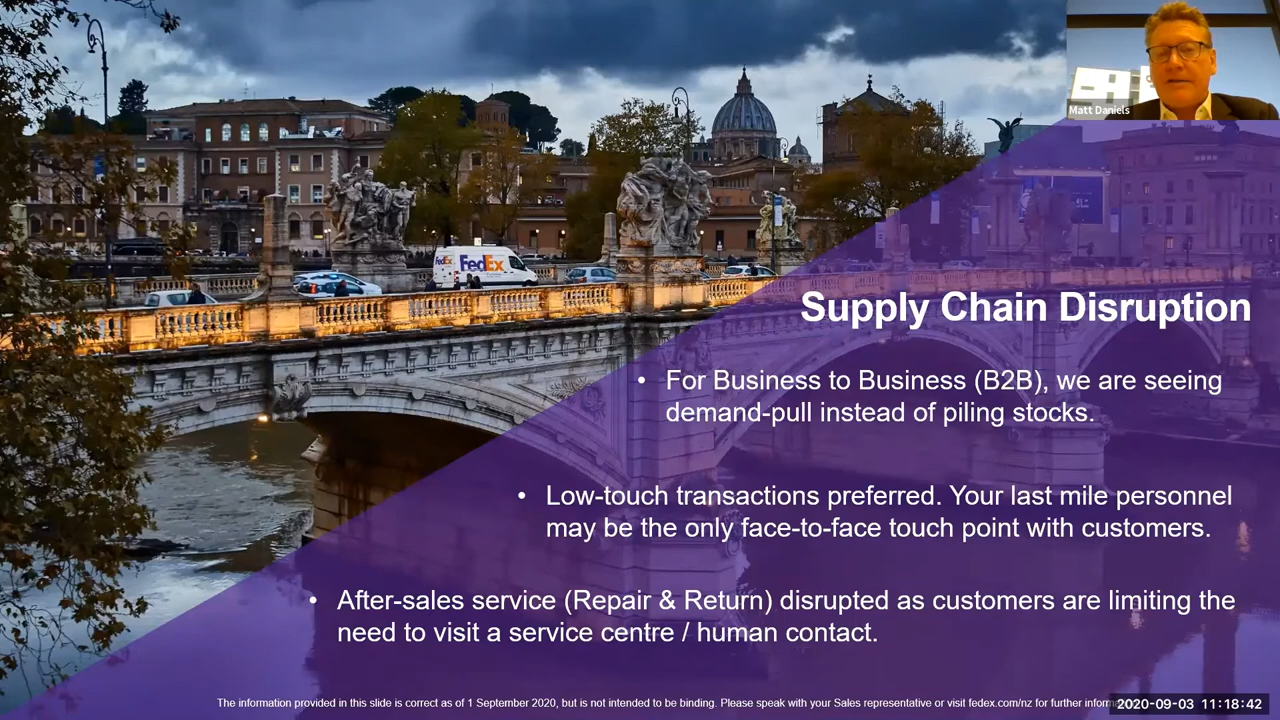 Matt Daniels
FedEx
Supply Chain Disruption
• For Business to Business (B2B), we are seeing
demand-pull instead of piling stocks.
• Low-touch transactions preferred. Your last mile personnel
may be the only face-to-face touch point with customers.
• After-sales service (Repair & Return) disrupted as customers are limiting the
need to visit a service centre / human contact.
The information provided in this slide is correct as of 1 September 2020, but is not intended to be binding. Please speak with your Sales representative or visit fedex.com/nz for further
2020-09-03 11:18:42